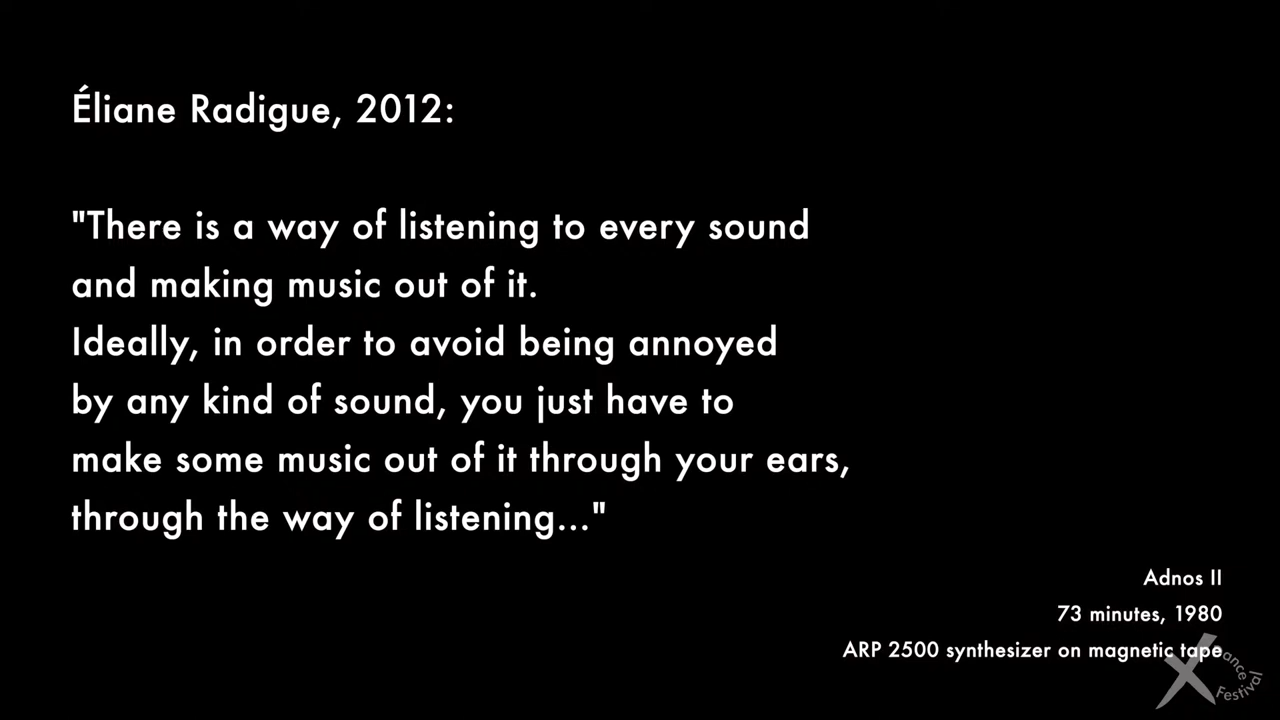 Éliane Radigue, 2012:
"There is a way of listening to every sound
and making music out of it.
Ideally, in order to avoid being annoyed
by any kind of sound, you just have to
make some music out of it through your ears,
through the way of listening..."
Adnos II
73 minutes, 1980
ARP 2500 synthesizer on magnetic tape
X
ance
Festival